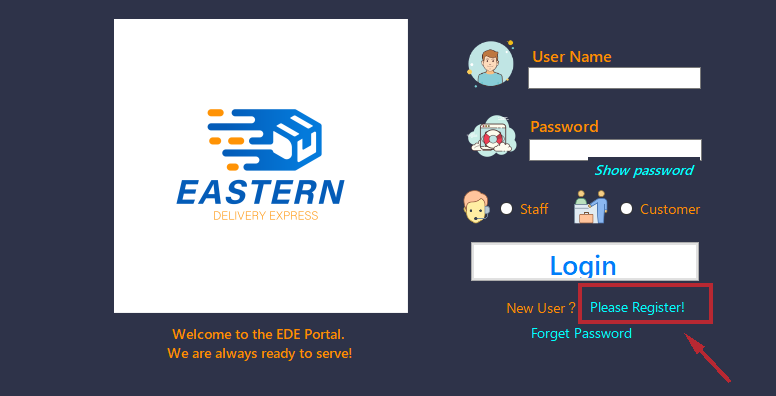 EASTERN
DELIVERY EXPRESS
Welcome to the EDE Portal.
We are always ready to serve!
User Name
Password
Show password
Staff
Customer
Login
New User ? Please Register!
Forget Password